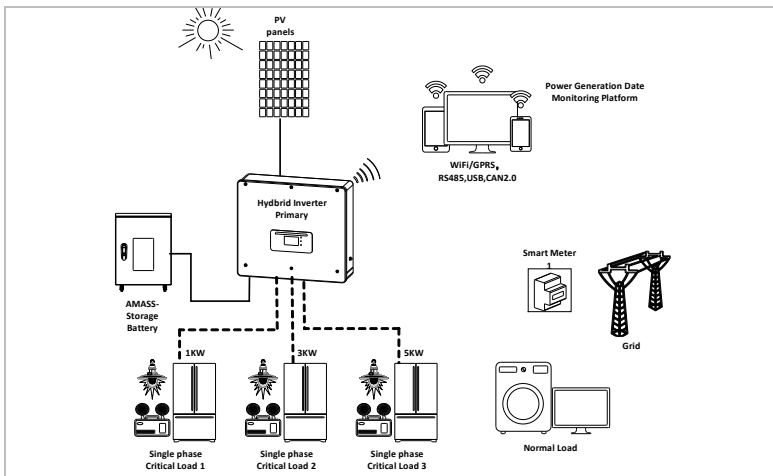 PV
panels
Power Generation Date
Monitoring Platform
WiFi/GPRS,
RS485,USB,CAN2.0
Hydbrid Inverter
Primary
Smart Meter
1
AMASS-
Storage
Battery
Grid
1KW
3KW
5KW
Single phase
Critical Load 1
Single phase
Critical Load 2
Single phase
Critical Load 3
Normal Load